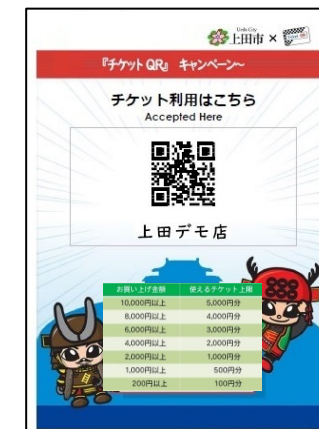 Ueda City
上田市 ×
『チケットQR』 キャンペーン～
チケット利用はこちら
Accepted Here
上田デモ店
お買い上げ金額 使えるチケット上限
10,000円以上 5,000円分
8,000円以上 4,000円分
6,000円以上 3,000円分
4,000円以上 2,000円分
2,000円以上 1,000円分
1,000円以上 500円分
200円以上 100円分